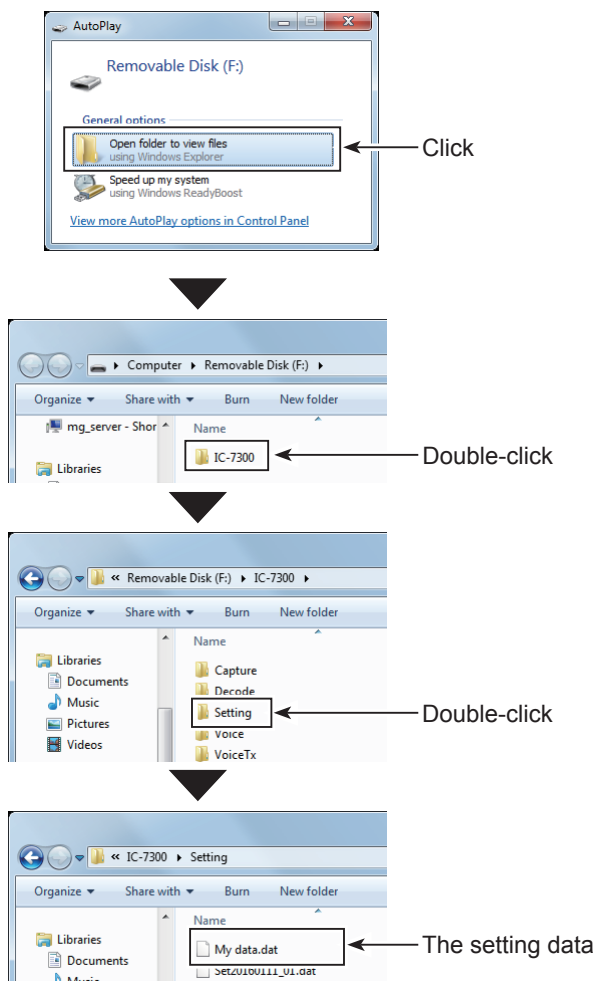 AutoPlay
Removable Disk (F:)
General options
Open folder to view files
using Windows Explorer
Click
Speed up my system
using Windows ReadyBoost
View more AutoPlay options in Control Panel
Computer ▸ Removable Disk (F:) ▸
Organize ▾ Share with ▾ Burn New folder
mg_server - Shor Name
IC-7300 Double-click
Libraries
« Removable Disk (F:) ▸ IC-7300 ▸
Organize ▾ Share with ▾ Burn New folder
Name
Libraries Capture
Documents Decode
Music Setting Double-click
Pictures Voice
Videos VoiceTx
« IC-7300 ▸ Setting
Organize ▾ Share with ▾ Burn New folder
Name
Libraries My data.dat The setting data
Documents Set20160111_01.dat
Music